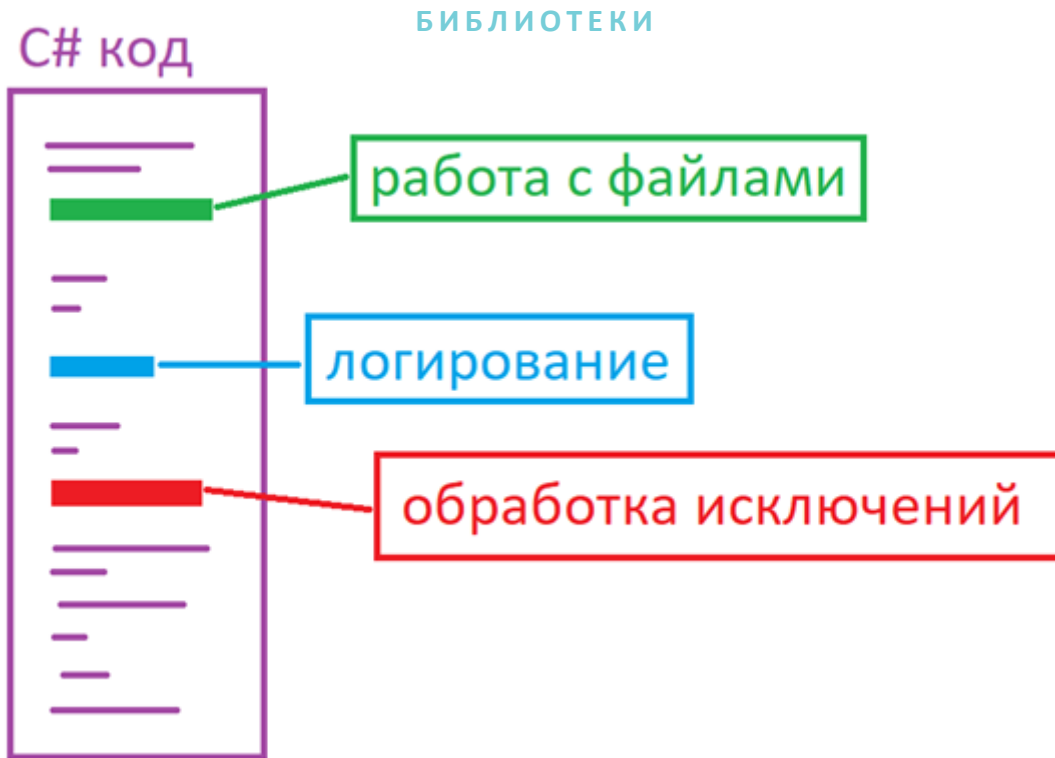 БИБЛИОТЕКИ
C# код
работа с файлами
логирование
обработка исключений